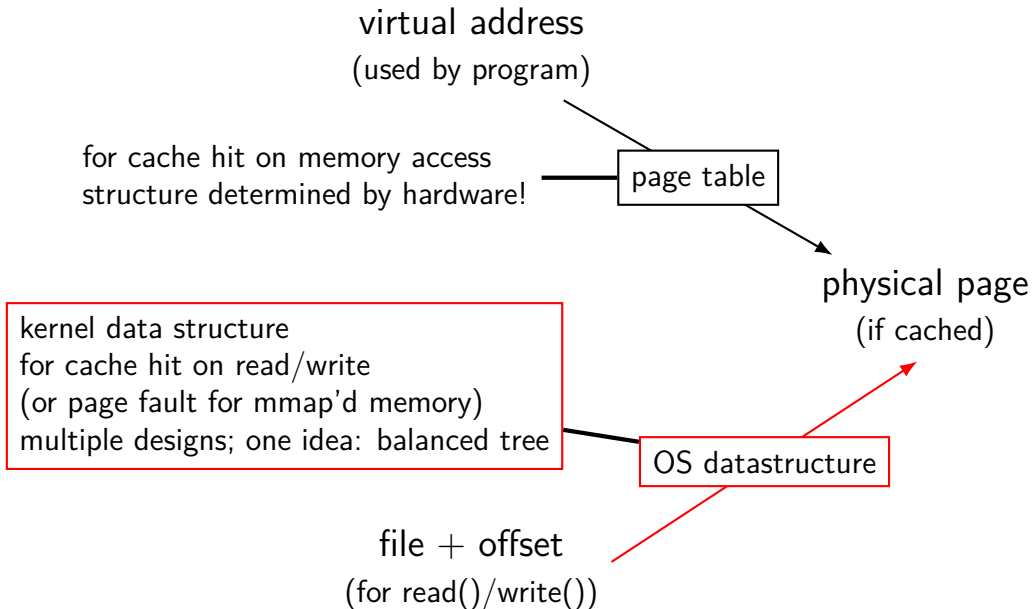 virtual address
(used by program)
for cache hit on memory access
structure determined by hardware!
page table
physical page
(if cached)
kernel data structure
for cache hit on read/write
(or page fault for mmap'd memory)
multiple designs; one idea: balanced tree
OS datastructure
file + offset
(for read()/write())